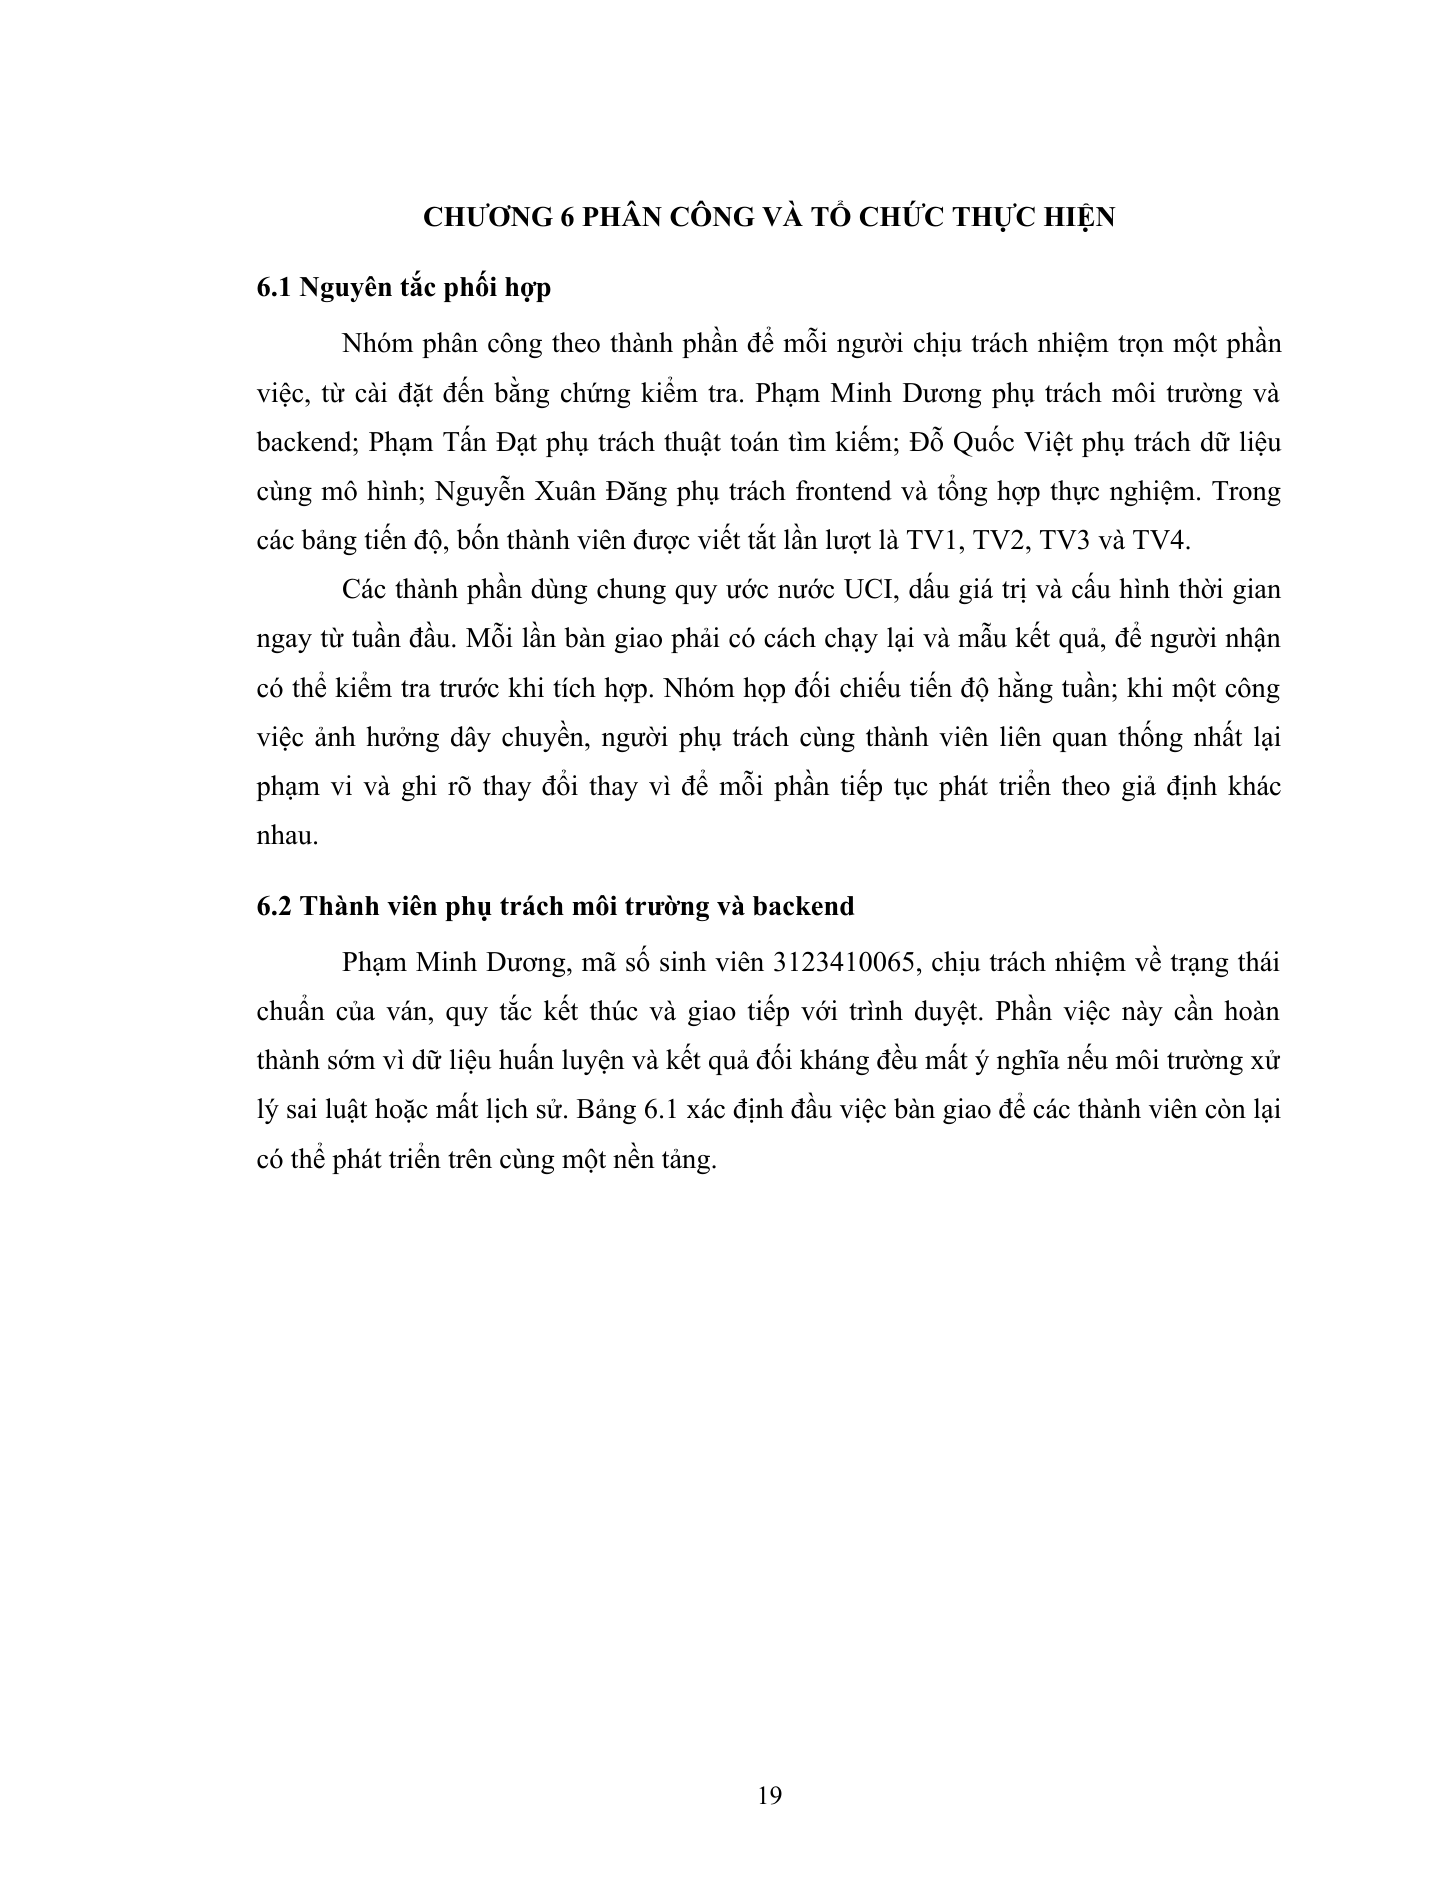 CHƯƠNG 6 PHÂN CÔNG VÀ TỔ CHỨC THỰC HIỆN
6.1 Nguyên tắc phối hợp
Nhóm phân công theo thành phần để mỗi người chịu trách nhiệm trọn một phần
việc, từ cài đặt đến bằng chứng kiểm tra. Phạm Minh Dương phụ trách môi trường và
backend; Phạm Tấn Đạt phụ trách thuật toán tìm kiếm; Đỗ Quốc Việt phụ trách dữ liệu
cùng mô hình; Nguyễn Xuân Đăng phụ trách frontend và tổng hợp thực nghiệm. Trong
các bảng tiến độ, bốn thành viên được viết tắt lần lượt là TV1, TV2, TV3 và TV4.
Các thành phần dùng chung quy ước nước UCI, dấu giá trị và cấu hình thời gian
ngay từ tuần đầu. Mỗi lần bàn giao phải có cách chạy lại và mẫu kết quả, để người nhận
có thể kiểm tra trước khi tích hợp. Nhóm họp đối chiếu tiến độ hằng tuần; khi một công
việc ảnh hưởng dây chuyền, người phụ trách cùng thành viên liên quan thống nhất lại
phạm vi và ghi rõ thay đổi thay vì để mỗi phần tiếp tục phát triển theo giả định khác
nhau.
6.2 Thành viên phụ trách môi trường và backend
Phạm Minh Dương, mã số sinh viên 3123410065, chịu trách nhiệm về trạng thái
chuẩn của ván, quy tắc kết thúc và giao tiếp với trình duyệt. Phần việc này cần hoàn
thành sớm vì dữ liệu huấn luyện và kết quả đối kháng đều mất ý nghĩa nếu môi trường xử
lý sai luật hoặc mất lịch sử. Bảng 6.1 xác định đầu việc bàn giao để các thành viên còn lại
có thể phát triển trên cùng một nền tảng.
19